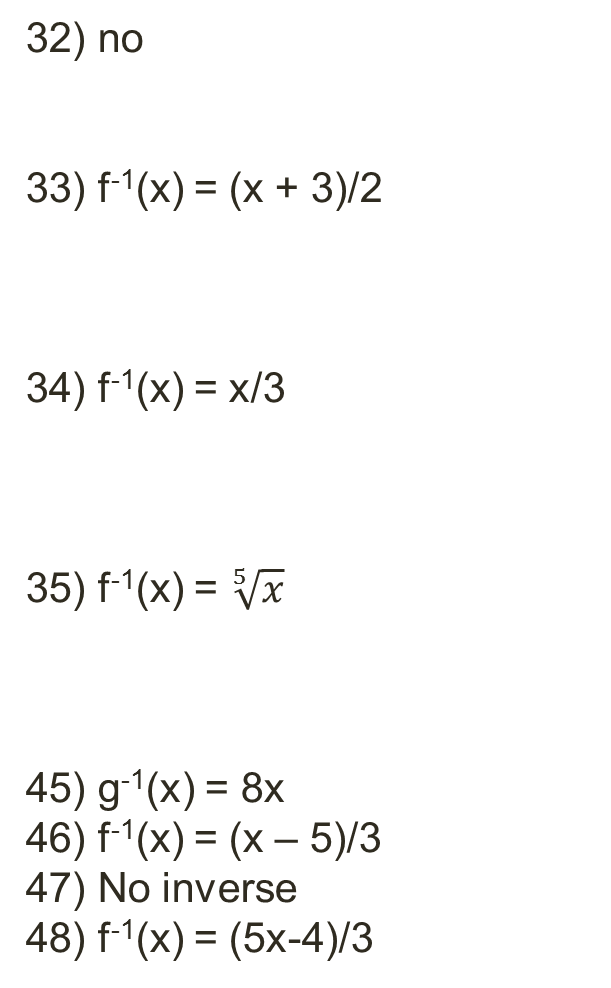 32) no
33) f⁻¹(x) = (x + 3)/2
34) f⁻¹(x) = x/3
35) f⁻¹(x) = ⁵√x
45) g⁻¹(x) = 8x
46) f⁻¹(x) = (x – 5)/3
47) No inverse
48) f⁻¹(x) = (5x-4)/3